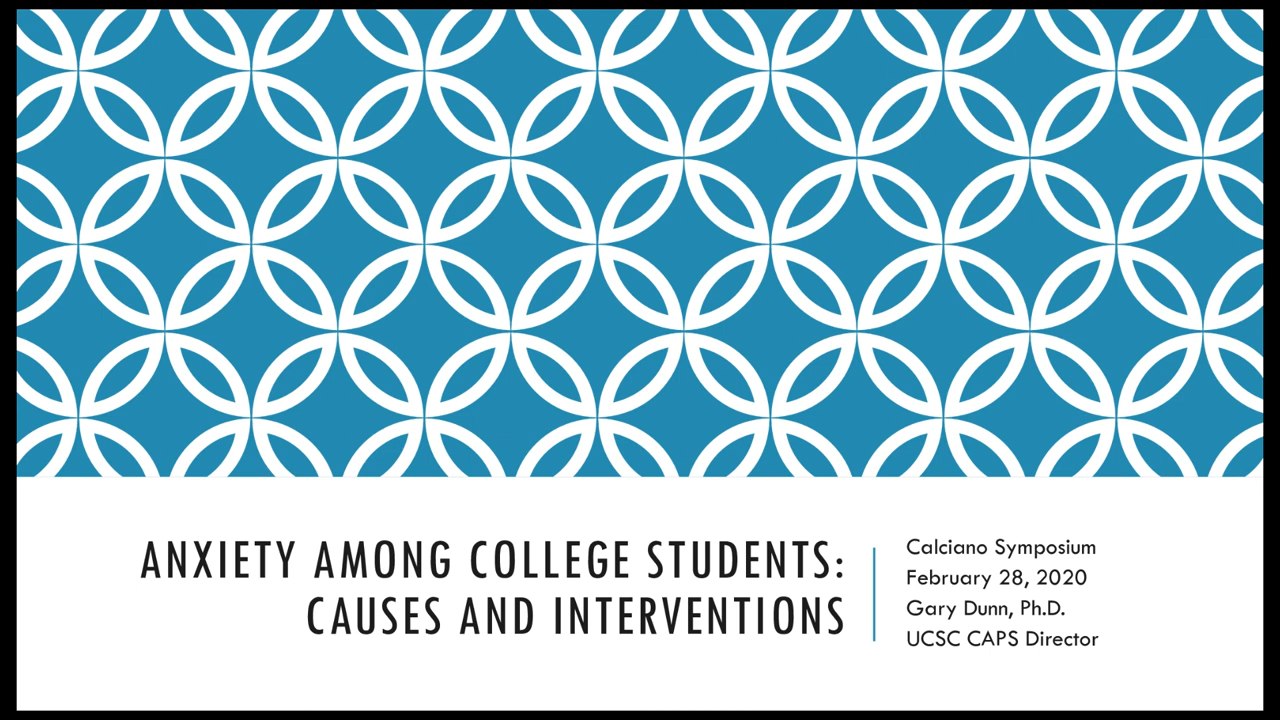 ANXIETY AMONG COLLEGE STUDENTS:
CAUSES AND INTERVENTIONS
Calciano Symposium
February 28, 2020
Gary Dunn, Ph.D.
UCSC CAPS Director